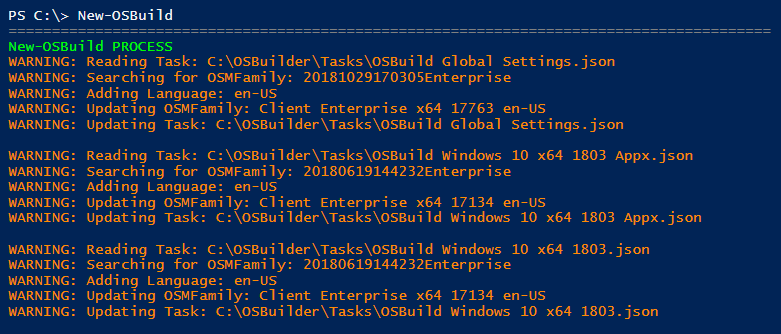 PS C:\> New-OSBuild
========================================================================================
New-OSBuild PROCESS
WARNING: Reading Task: C:\OSBuilder\Tasks\OSBuild Global Settings.json
WARNING: Searching for OSMFamily: 20181029170305Enterprise
WARNING: Adding Language: en-US
WARNING: Updating OSMFamily: Client Enterprise x64 17763 en-US
WARNING: Updating Task: C:\OSBuilder\Tasks\OSBuild Global Settings.json
WARNING: Reading Task: C:\OSBuilder\Tasks\OSBuild Windows 10 x64 1803 Appx.json
WARNING: Searching for OSMFamily: 20180619144232Enterprise
WARNING: Adding Language: en-US
WARNING: Updating OSMFamily: Client Enterprise x64 17134 en-US
WARNING: Updating Task: C:\OSBuilder\Tasks\OSBuild Windows 10 x64 1803 Appx.json
WARNING: Reading Task: C:\OSBuilder\Tasks\OSBuild Windows 10 x64 1803.json
WARNING: Searching for OSMFamily: 20180619144232Enterprise
WARNING: Adding Language: en-US
WARNING: Updating OSMFamily: Client Enterprise x64 17134 en-US
WARNING: Updating Task: C:\OSBuilder\Tasks\OSBuild Windows 10 x64 1803.json